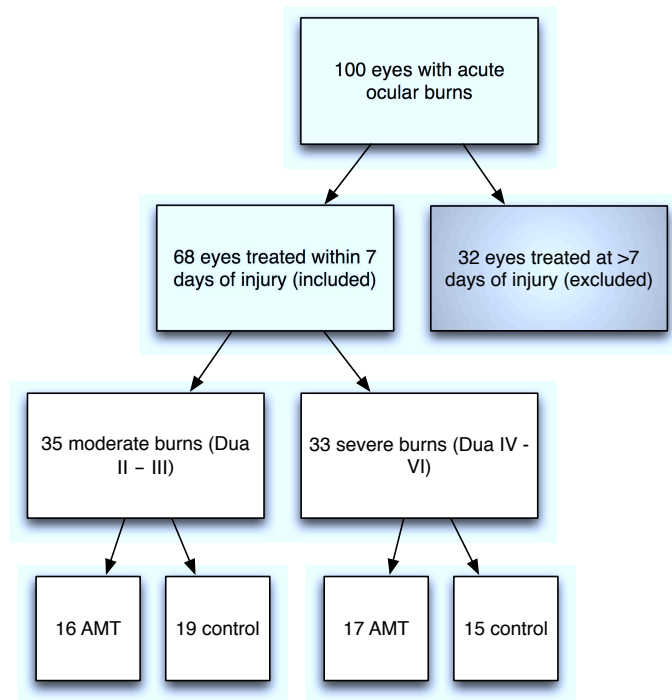 100 eyes with acute
ocular burns
68 eyes treated within 7
days of injury (included)
32 eyes treated at >7
days of injury (excluded)
35 moderate burns (Dua
II – III)
33 severe burns (Dua IV -
VI)
16 AMT
19 control
17 AMT
15 control